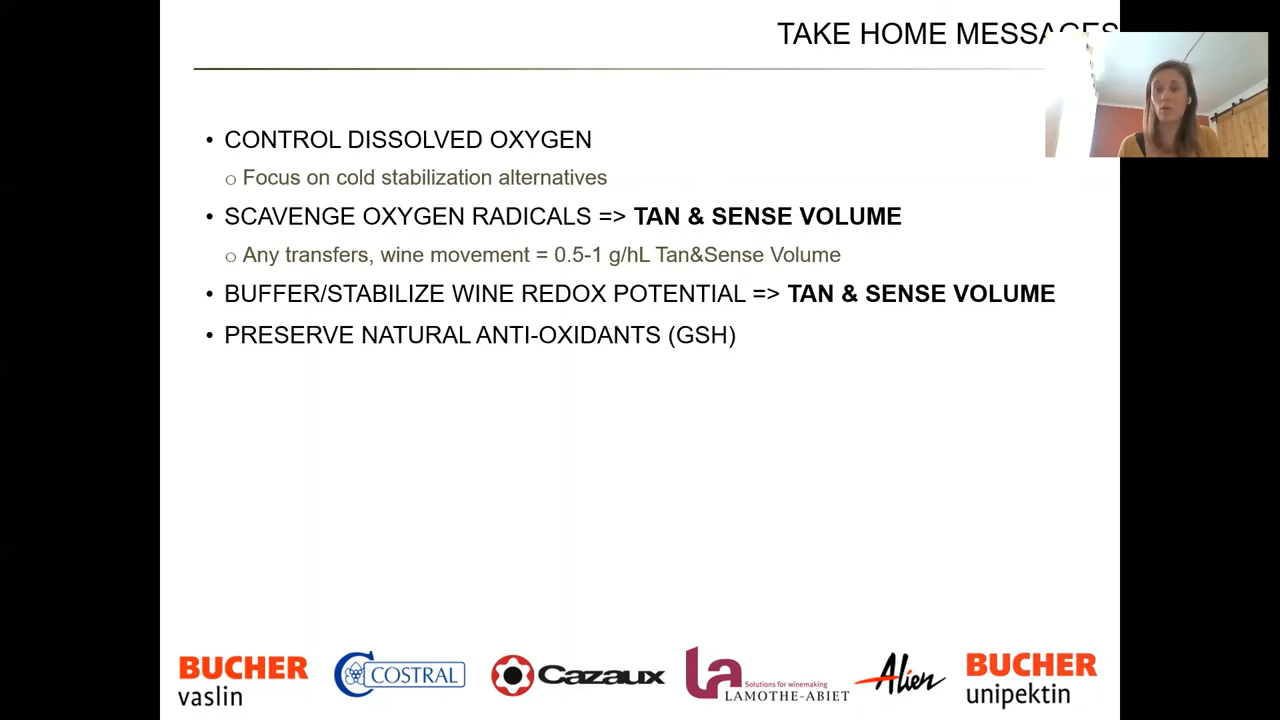 TAKE HOME MESSAGES
• CONTROL DISSOLVED OXYGEN
o Focus on cold stabilization alternatives
• SCAVENGE OXYGEN RADICALS => TAN & SENSE VOLUME
o Any transfers, wine movement = 0.5-1 g/hL Tan&Sense Volume
• BUFFER/STABILIZE WINE REDOX POTENTIAL => TAN & SENSE VOLUME
• PRESERVE NATURAL ANTI-OXIDANTS (GSH)
BUCHER
vaslin
COSTRAL
Cazaux
La
Solutions for winemaking
LAMOTHE-ABIET
Alien
BUCHER
unipektin